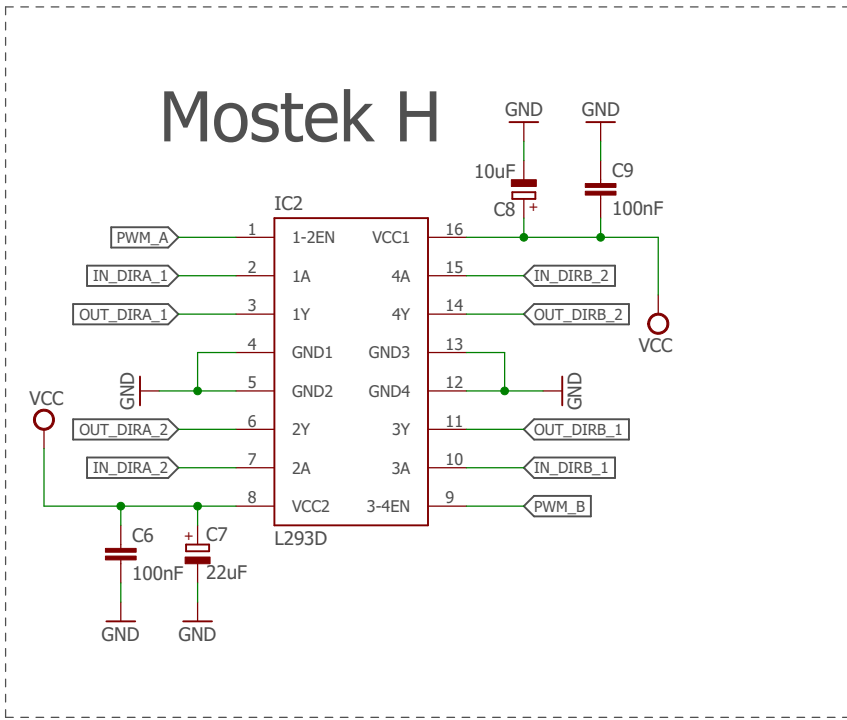 Mostek H
GND GND
10uF C9
C8 + 100nF
IC2
PWM_A 1 1-2EN VCC1 16
IN_DIRA_1 2 1A 4A 15 IN_DIRB_2
OUT_DIRA_1 3 1Y 4Y 14 OUT_DIRB_2
VCC
4 GND1 GND3 13
GND 5 GND2 GND4 12 GND
VCC
OUT_DIRA_2 6 2Y 3Y 11 OUT_DIRB_1
IN_DIRA_2 7 2A 3A 10 IN_DIRB_1
8 VCC2 3-4EN 9 PWM_B
C6 + C7 L293D
100nF 22uF
GND GND